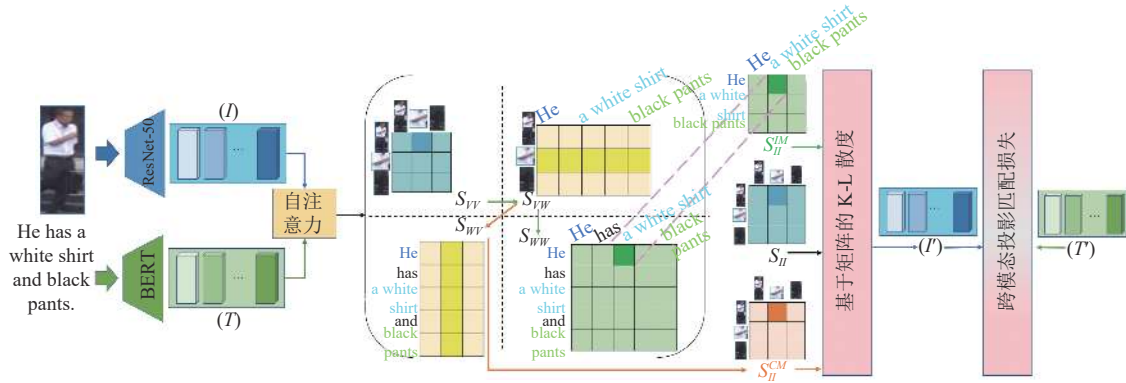 (I)
ResNet-50
...
He has a
white shirt
and black
pants.
BERT
...
(T)
自注
意力
S_VV
S_VW
S_WV
S_WW
He
a white shirt
black pants
He
has
a white
shirt
and
black
pants
He
has
a white shirt
black
pants
He
has
a white
shirt
and
black
pants
He
a white shirt
black pants
He
a white
shirt
black pants
S_II^IM
S_II
S_II^CM
基于矩阵的 K-L 散度
...
(I')
跨模态投影匹配损失
...
(T')